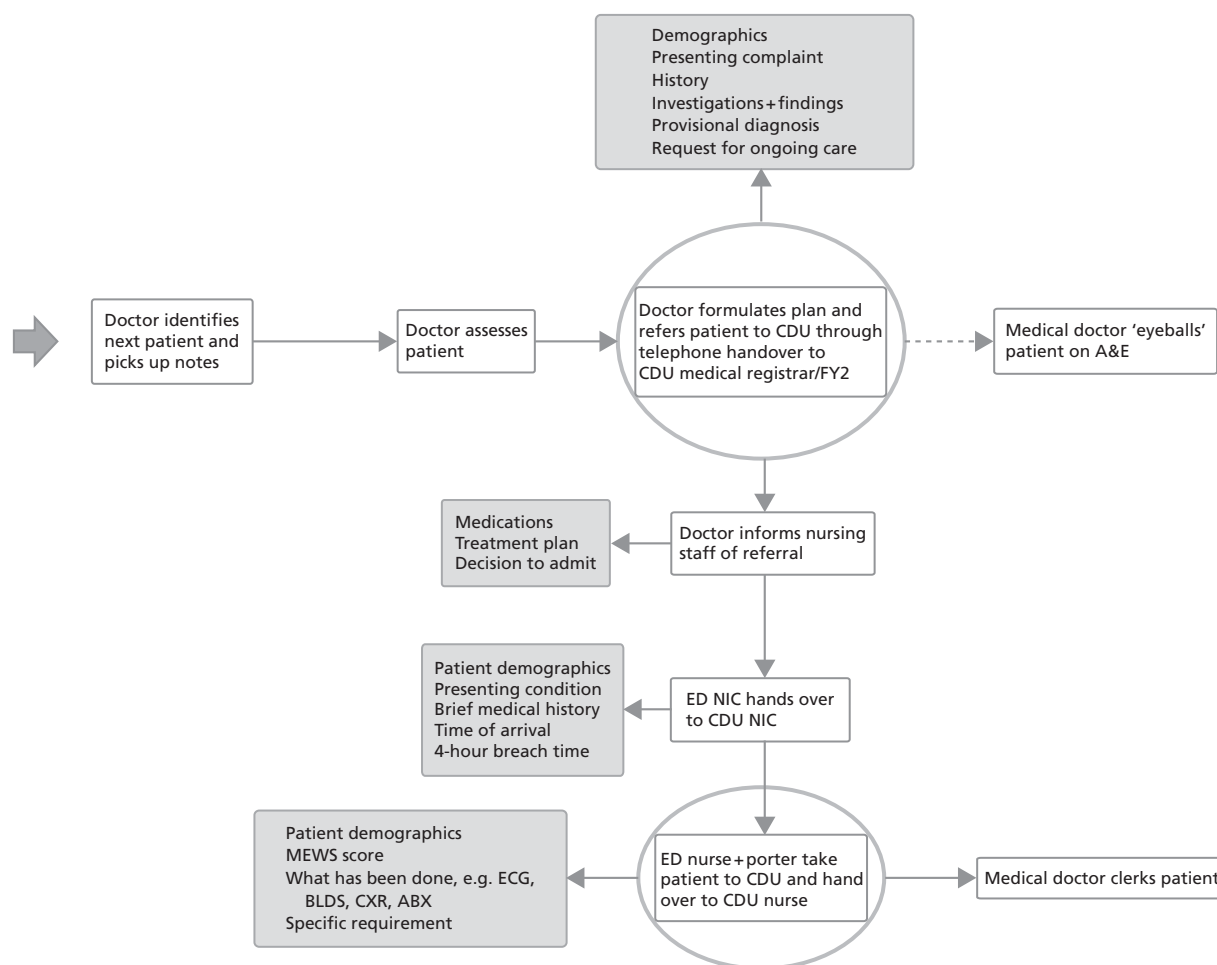 Demographics
Presenting complaint
History
Investigations+findings
Provisional diagnosis
Request for ongoing care
Doctor identifies
next patient and
picks up notes
Doctor assesses
patient
Doctor formulates plan and
refers patient to CDU through
telephone handover to
CDU medical registrar/FY2
Medical doctor 'eyeballs'
patient on A&E
Medications
Treatment plan
Decision to admit
Doctor informs nursing
staff of referral
Patient demographics
Presenting condition
Brief medical history
Time of arrival
4-hour breach time
ED NIC hands over
to CDU NIC
Patient demographics
MEWS score
What has been done, e.g. ECG,
BLDS, CXR, ABX
Specific requirement
ED nurse+porter take
patient to CDU and hand
over to CDU nurse
Medical doctor clerks patient